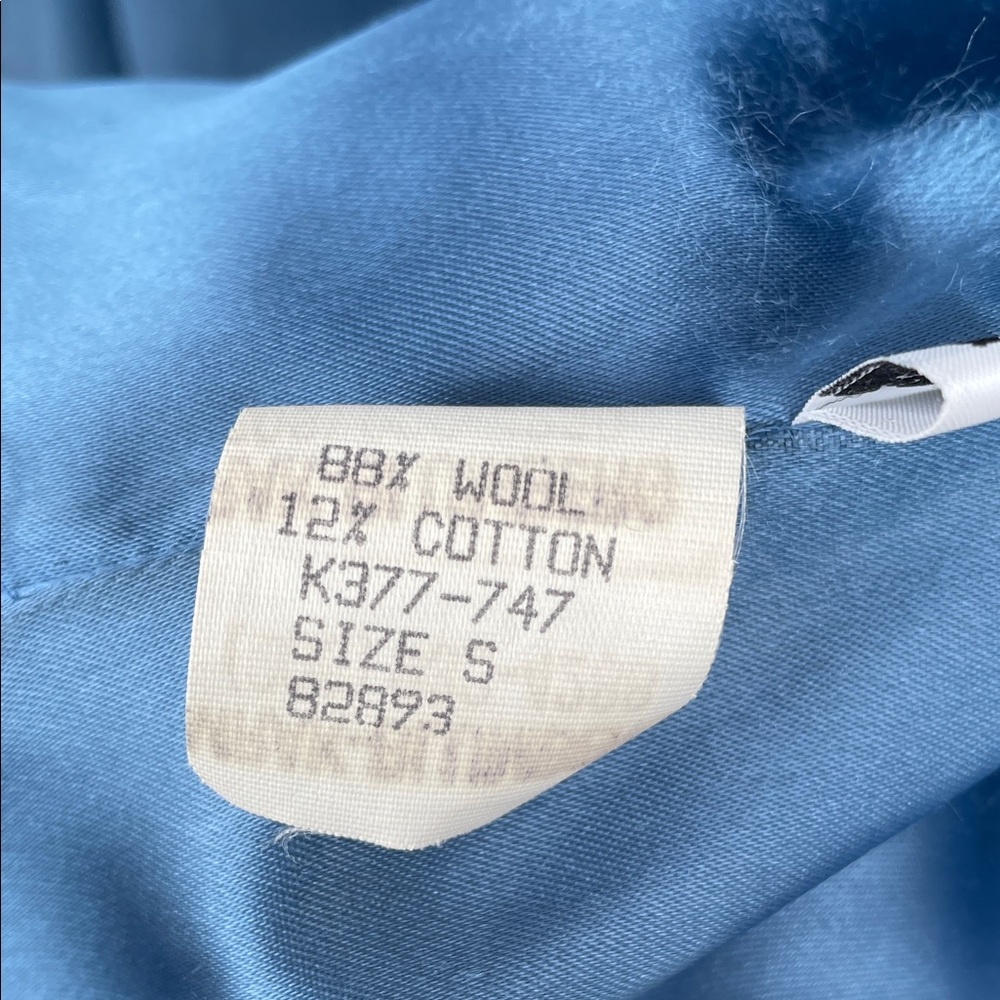 88% WOOL
12% COTTON
K377-747
SIZE S
82893